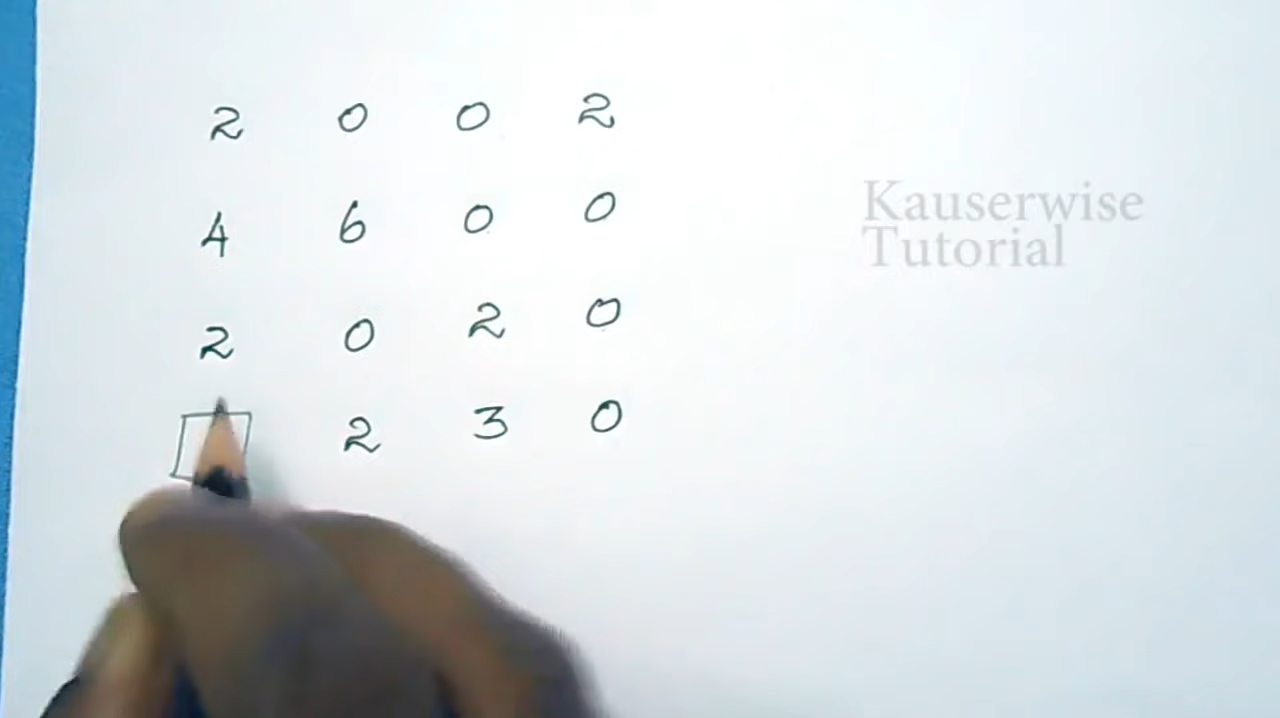 2 0 0 2
4 6 0 0
2 0 2 0
2 3 0
Kauserwise
Tutorial